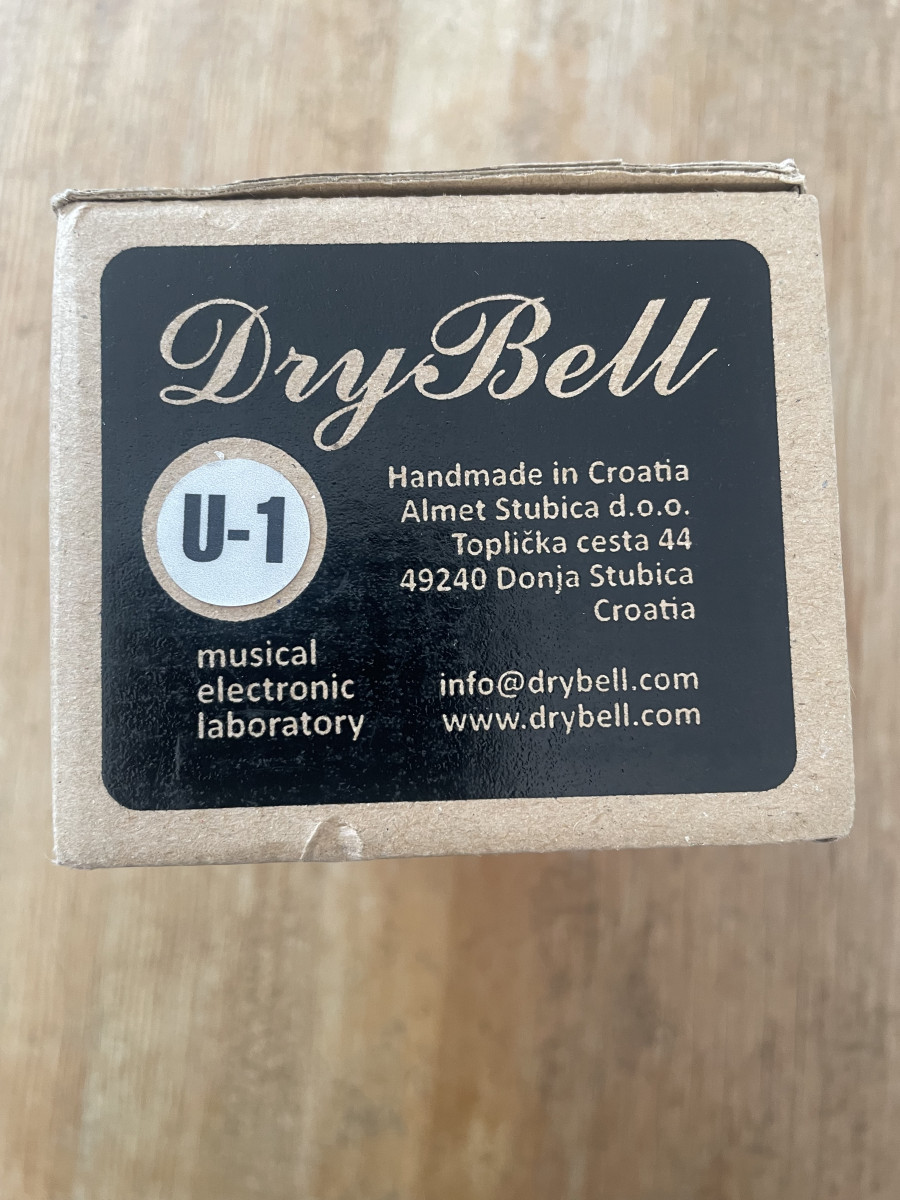 DryBell
U-1
musical
electronic
laboratory
Handmade in Croatia
Almet Stubica d.o.o.
Toplička cesta 44
49240 Donja Stubica
Croatia
info@drybell.com
www.drybell.com